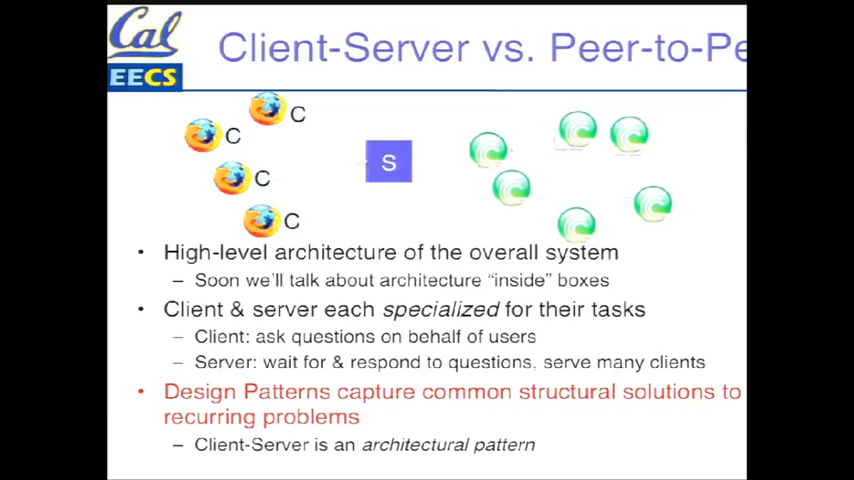 Cal
EECS
Client-Server vs. Peer-to-Pe
C
C
C
C
S
• High-level architecture of the overall system
– Soon we'll talk about architecture "inside" boxes
• Client & server each specialized for their tasks
– Client: ask questions on behalf of users
– Server: wait for & respond to questions, serve many clients
• Design Patterns capture common structural solutions to
recurring problems
– Client-Server is an architectural pattern